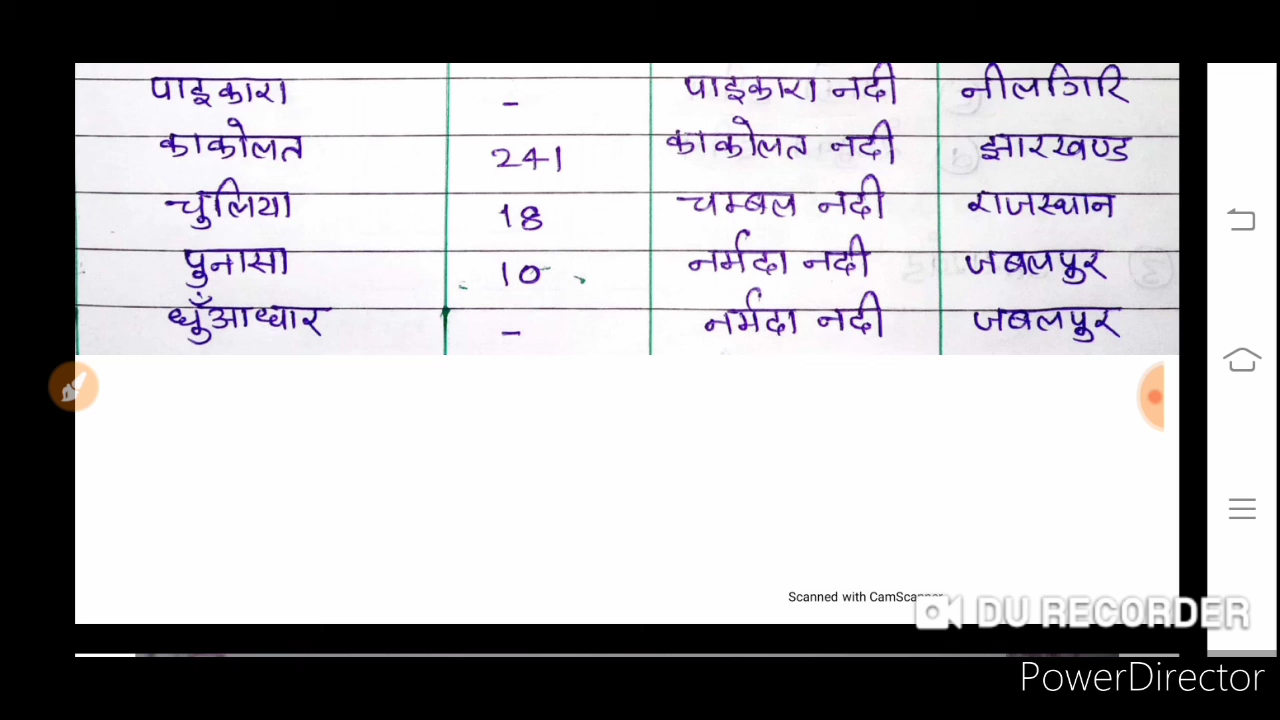 पाइकारा - पाइकारा नदी नीलगिरि
काकोलत 241 काकोलत नदी झारखण्ड
चुलिया 18 चम्बल नदी राजस्थान
पुनासा 10 नर्मदा नदी जबलपुर
धुँआधार - नर्मदा नदी जबलपुर
Scanned with CamScanner
DU RECORDER
PowerDirector